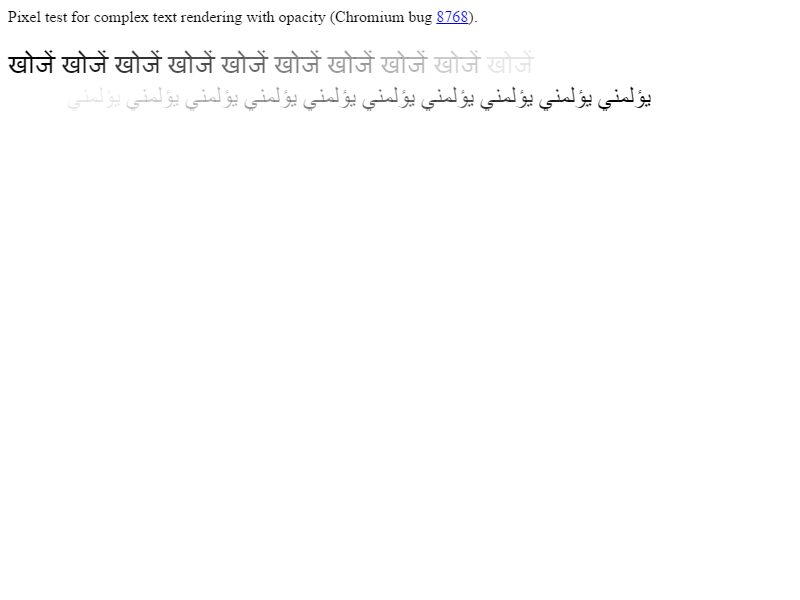 Pixel test for complex text rendering with opacity (Chromium bug 8768).
खोजें खोजें खोजें खोजें खोजें खोजें खोजें खोजें खोजें खोजें
يؤلمني يؤلمني يؤلمني يؤلمني يؤلمني يؤلمني يؤلمني يؤلمني يؤلمني يؤلمني